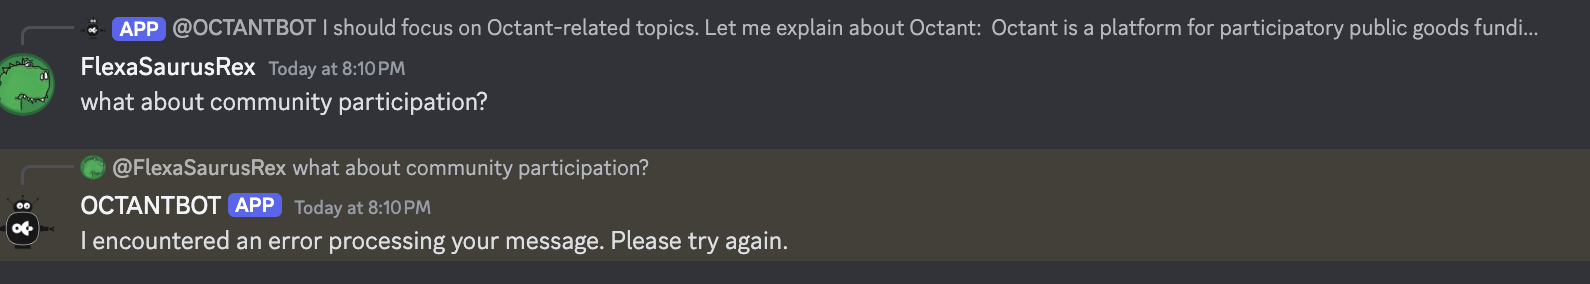 APP @OCTANTBOT I should focus on Octant-related topics. Let me explain about Octant: Octant is a platform for participatory public goods fundi...
FlexaSaurusRex Today at 8:10 PM
what about community participation?
@FlexaSaurusRex what about community participation?
OCTANTBOT APP Today at 8:10 PM
I encountered an error processing your message. Please try again.